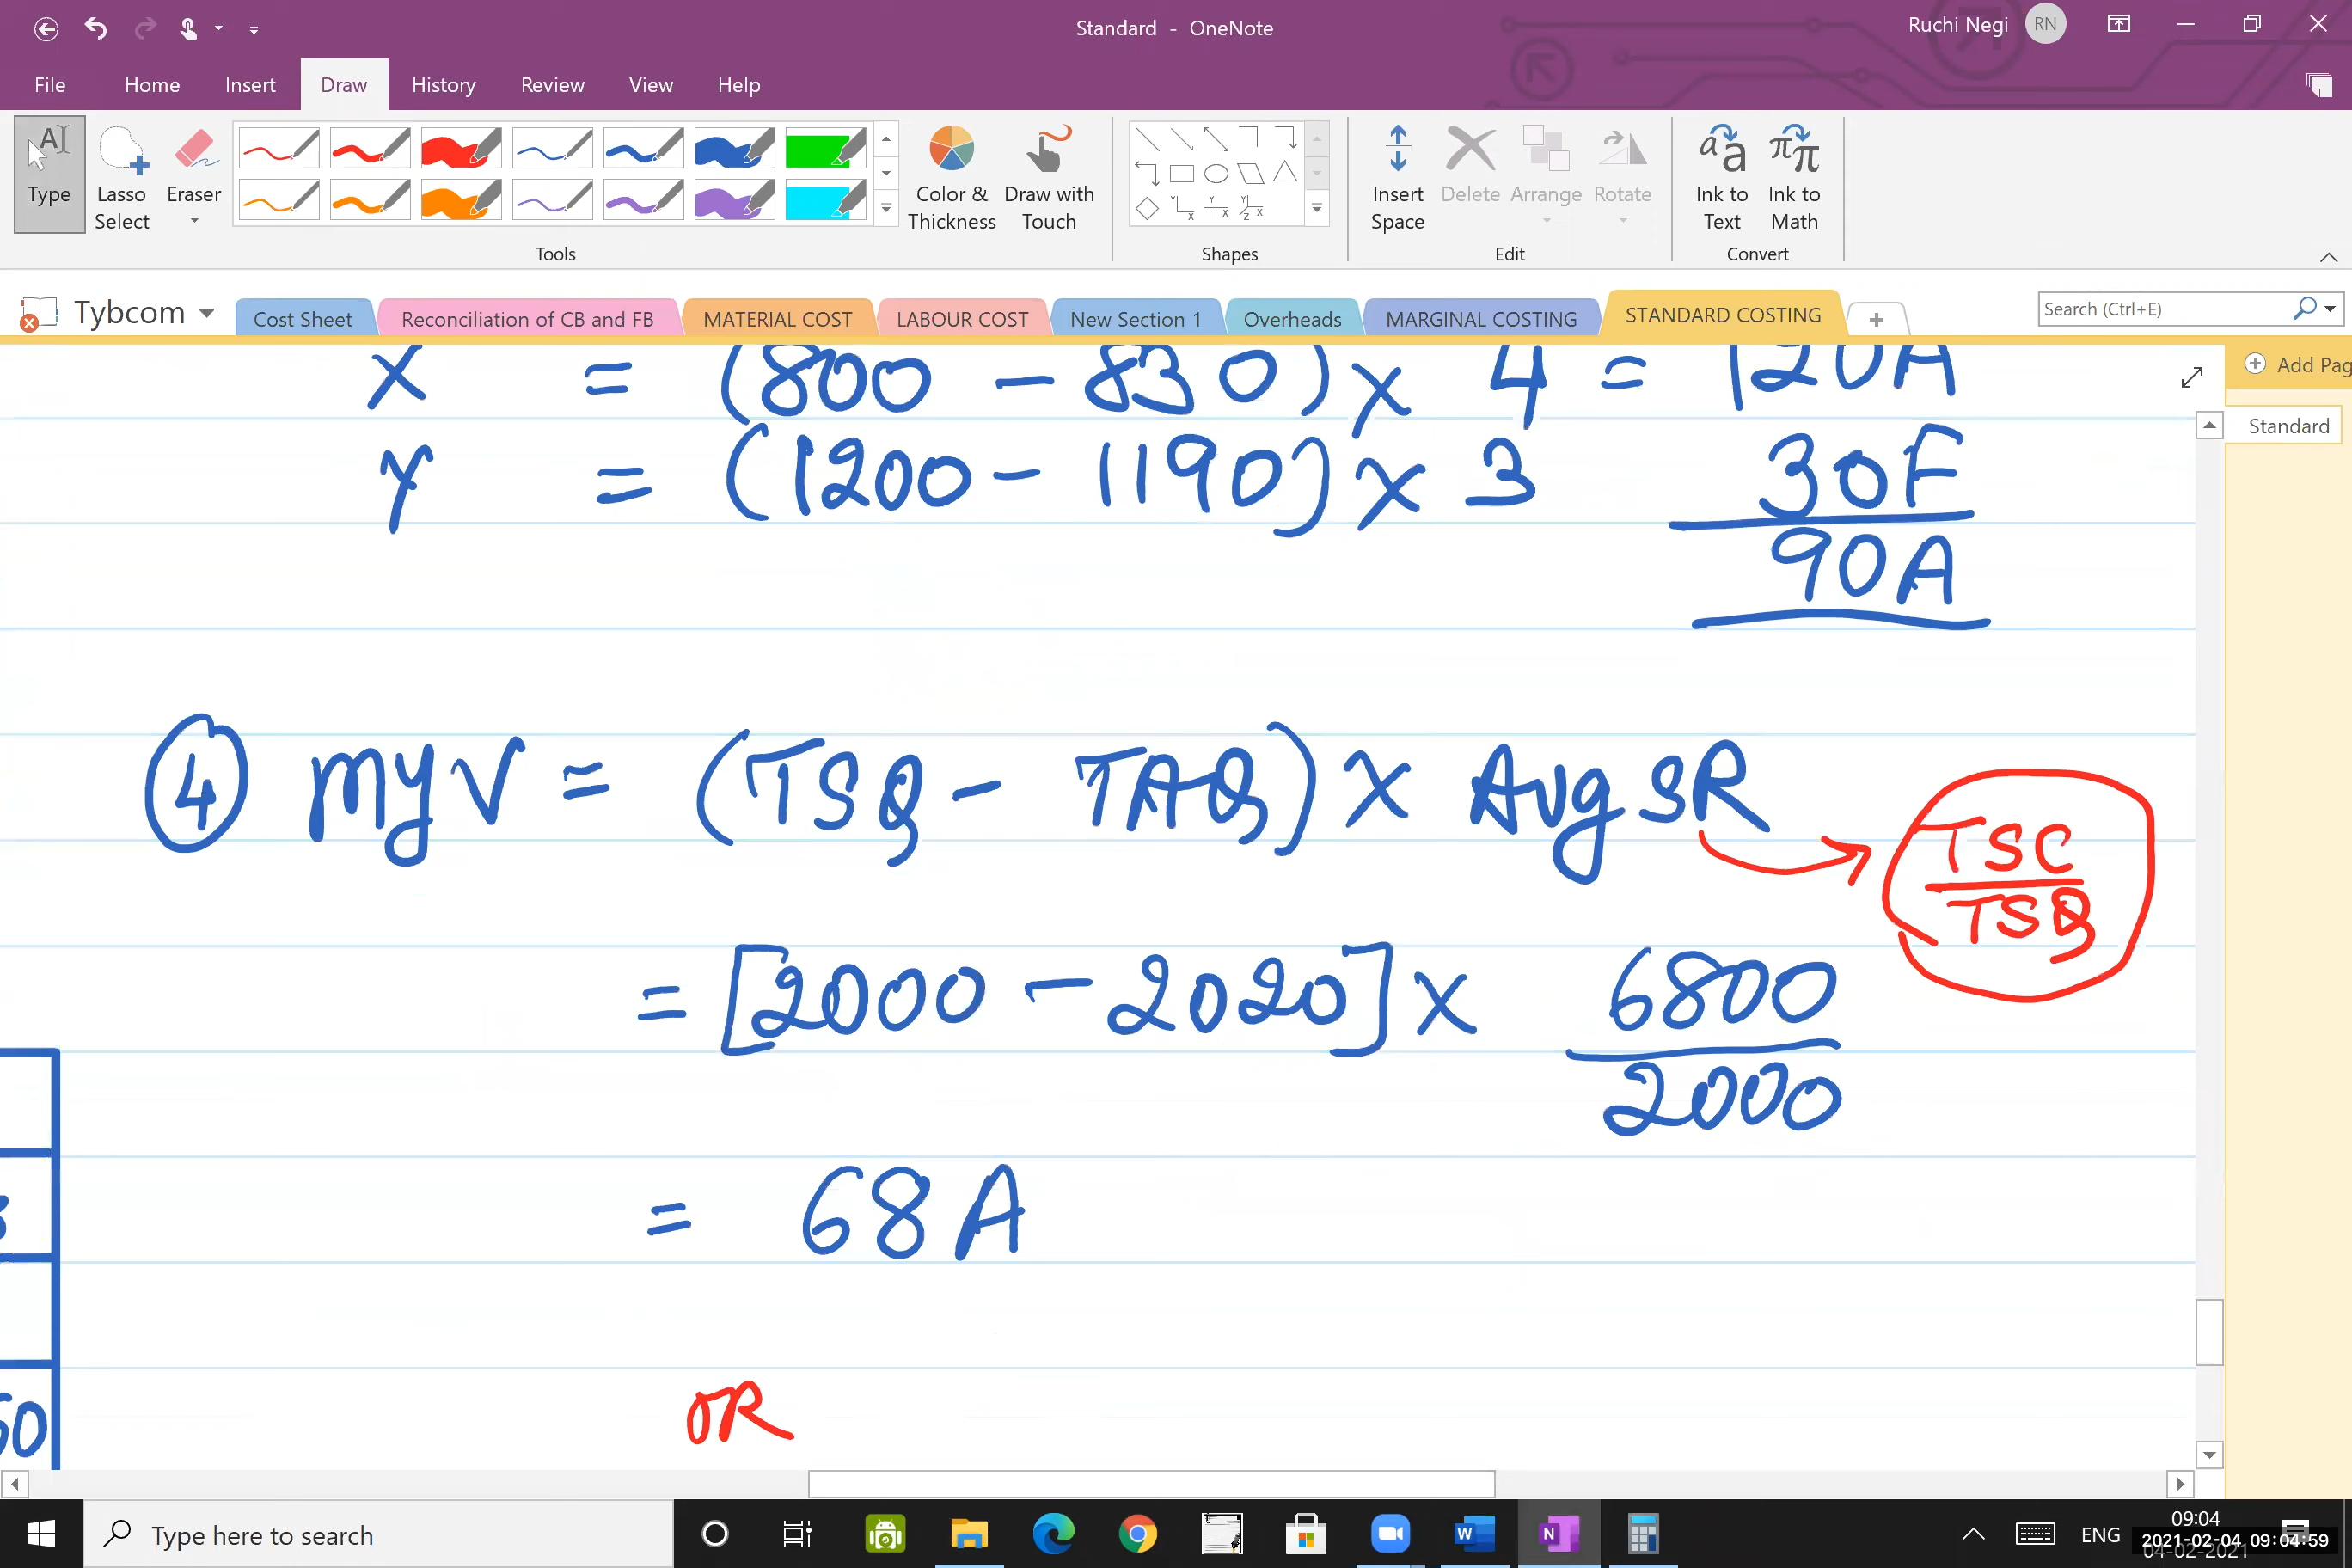 Standard - OneNote
Ruchi Negi RN
File Home Insert Draw History Review View Help
Type
Lasso Select
Eraser
Color & Thickness
Draw with Touch
Insert Space
Delete
Arrange
Rotate
Ink to Text
Ink to Math
Tools Shapes Edit Convert
Tybcom Cost Sheet Reconciliation of CB and FB MATERIAL COST LABOUR COST New Section 1 Overheads MARGINAL COSTING STANDARD COSTING + Search (Ctrl+E)
Add Pag
Standard
X = (800 - 830) x 4 = 120A
Y = (1200 - 1190) x 3 30F
90A
4 MYV = (TSQ - TAQ) X Avg SR
TSC
TSQ
= [2000 - 2020] x 6800
2000
= 68 A
50
OR
Type here to search
ENG
09:04
04-02-2021
2021-02-04 09:04:59